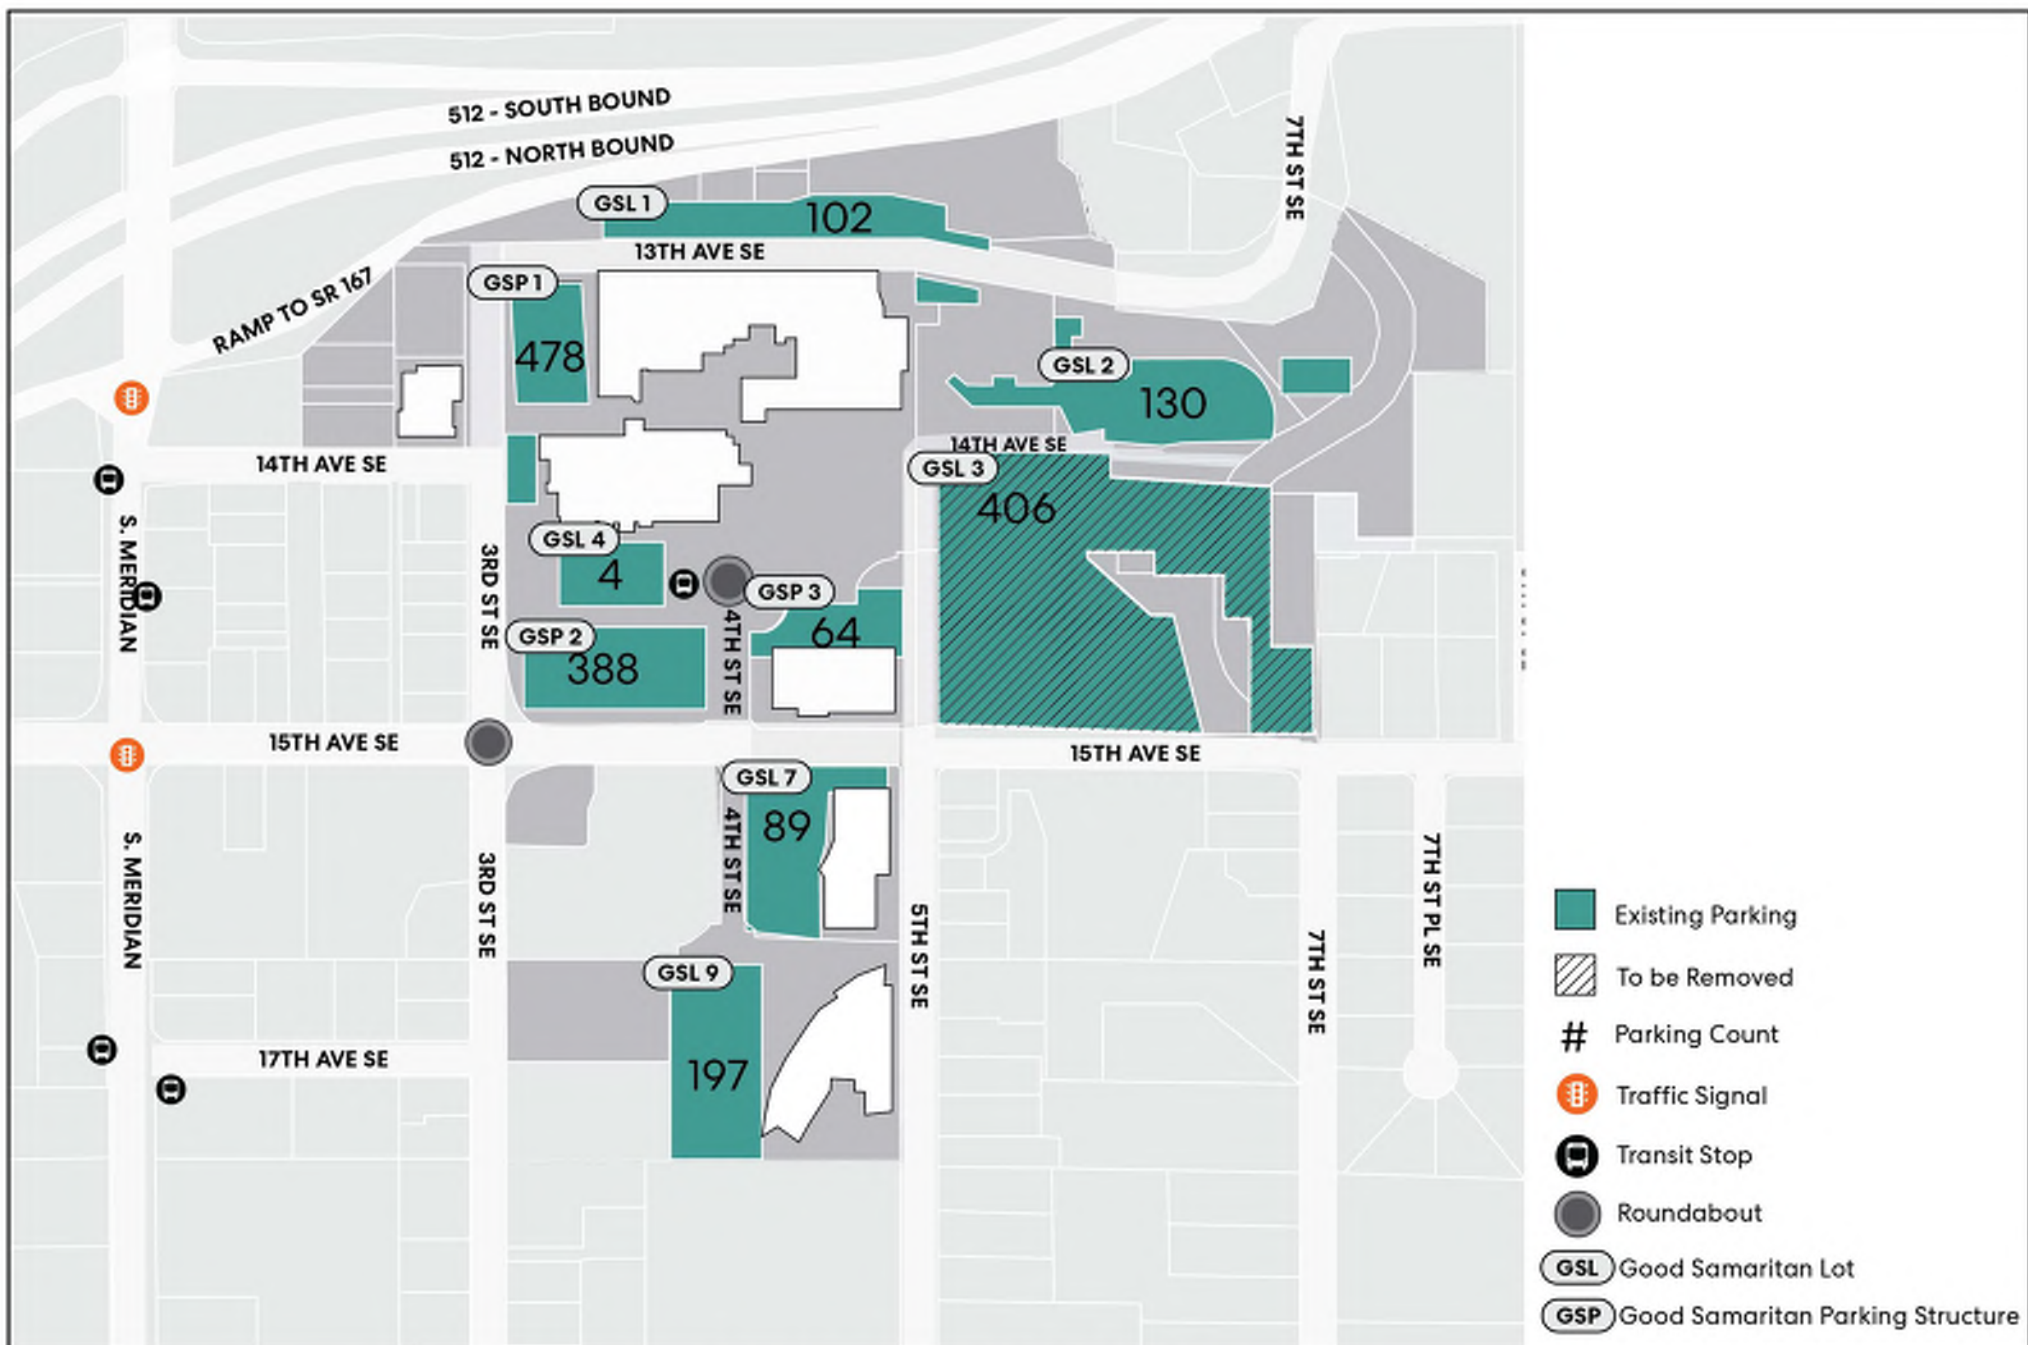 512 - SOUTH BOUND
512 - NORTH BOUND
7TH ST SE
GSL 1
102
13TH AVE SE
RAMP TO SR 167
GSP 1
478
GSL 2
130
14TH AVE SE
14TH AVE SE
GSL 3
406
S. MERIDIAN
3RD ST SE
GSL 4
4
GSP 3
64
GSP 2
388
4TH ST SE
15TH AVE SE
15TH AVE SE
GSL 7
89
4TH ST SE
S. MERIDIAN
3RD ST SE
5TH ST SE
7TH ST SE
7TH ST PL SE
GSL 9
197
17TH AVE SE
Existing Parking
To be Removed
# Parking Count
Traffic Signal
Transit Stop
Roundabout
GSL Good Samaritan Lot
GSP Good Samaritan Parking Structure